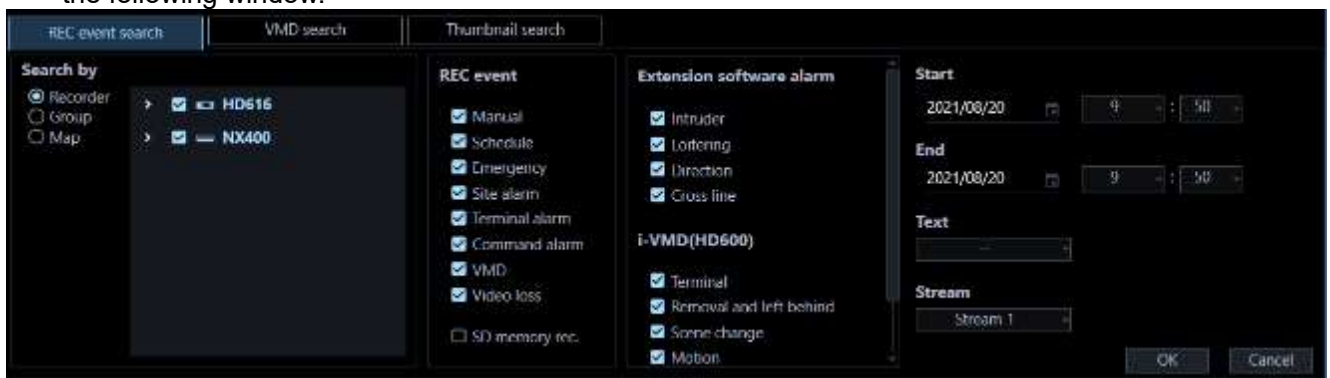 the following window.
REC event search
VMD search
Thumbnail search
Search by
Recorder
Group
Map
HD616
NX400
REC event
Manual
Schedule
Emergency
Site alarm
Terminal alarm
Command alarm
VMD
Video loss
SD memory rec.
Extension software alarm
Intruder
Loitering
Direction
Cross line
i-VMD(HD600)
Terminal
Removal and left behind
Scene change
Motion
Start
2021/08/20
9 : 50
End
2021/08/20
9 : 50
Text
--
Stream
Stream 1
OK
Cancel